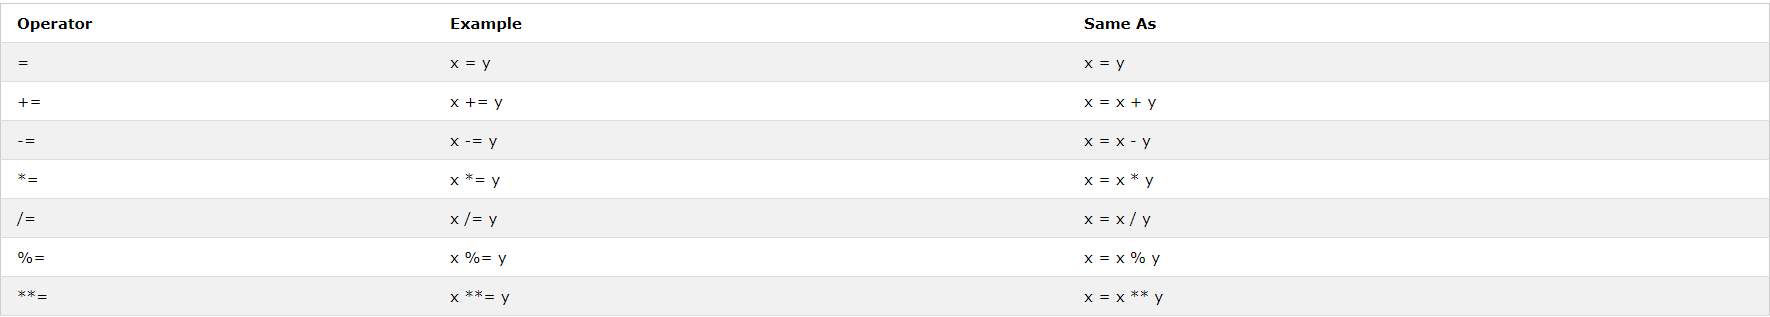 Operator Example Same As
= x = y x = y
+= x += y x = x + y
-= x -= y x = x - y
*= x *= y x = x * y
/= x /= y x = x / y
%= x %= y x = x % y
**= x **= y x = x ** y